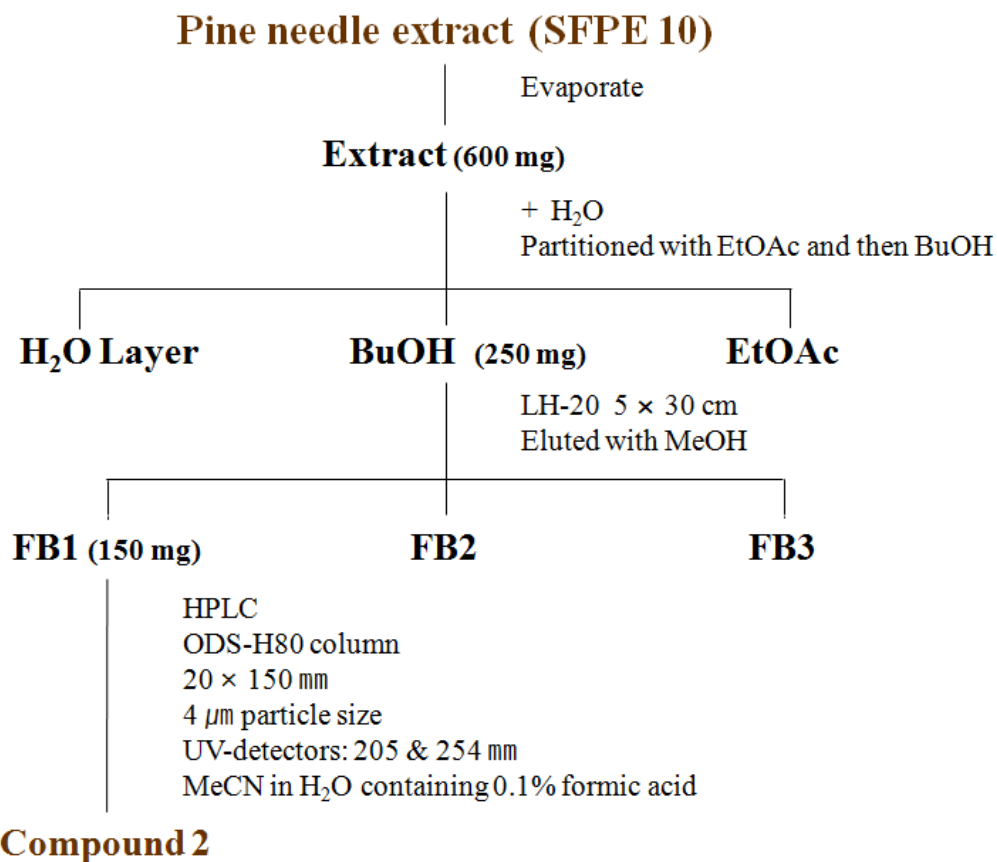 Pine needle extract (SFPE 10)
Evaporate
Extract (600 mg)
+ H₂O
Partitioned with EtOAc and then BuOH
H₂O Layer
BuOH (250 mg)
EtOAc
LH-20 5 × 30 cm
Eluted with MeOH
FB1 (150 mg)
FB2
FB3
HPLC
ODS-H80 column
20 × 150 ㎜
4 ㎛ particle size
UV-detectors: 205 & 254 ㎜
MeCN in H₂O containing 0.1% formic acid
Compound 2